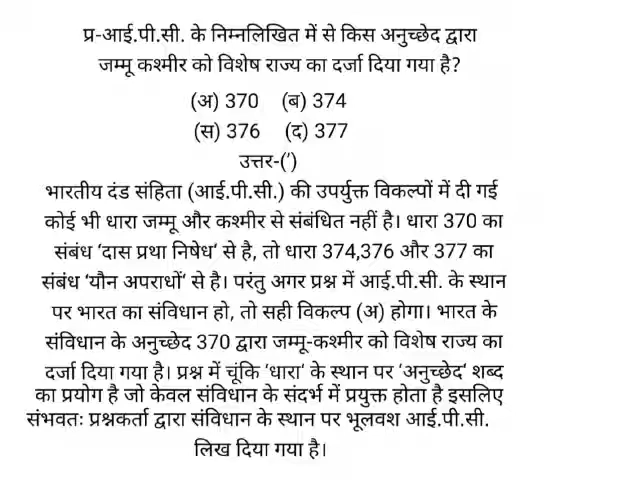 प्र-आई.पी.सी. के निम्नलिखित में से किस अनुच्छेद द्वारा
जम्मू कश्मीर को विशेष राज्य का दर्जा दिया गया है?
(अ) 370 (ब) 374
(स) 376 (द) 377
उत्तर-(’)
भारतीय दंड संहिता (आई.पी.सी.) की उपर्युक्त विकल्पों में दी गई
कोई भी धारा जम्मू और कश्मीर से संबंधित नहीं है। धारा 370 का
संबंध ‘दास प्रथा निषेध‘ से है, तो धारा 374,376 और 377 का
संबंध ‘यौन अपराधों‘ से है। परंतु अगर प्रश्न में आई.पी.सी. के स्थान
पर भारत का संविधान हो, तो सही विकल्प (अ) होगा। भारत के
संविधान के अनुच्छेद 370 द्वारा जम्मू-कश्मीर को विशेष राज्य का
दर्जा दिया गया है। प्रश्न में चूंकि ‘धारा‘ के स्थान पर ‘अनुच्छेद‘ शब्द
का प्रयोग है जो केवल संविधान के संदर्भ में प्रयुक्त होता है इसलिए
संभवतः प्रश्नकर्ता द्वारा संविधान के स्थान पर भूलवश आई.पी.सी.
लिख दिया गया है।